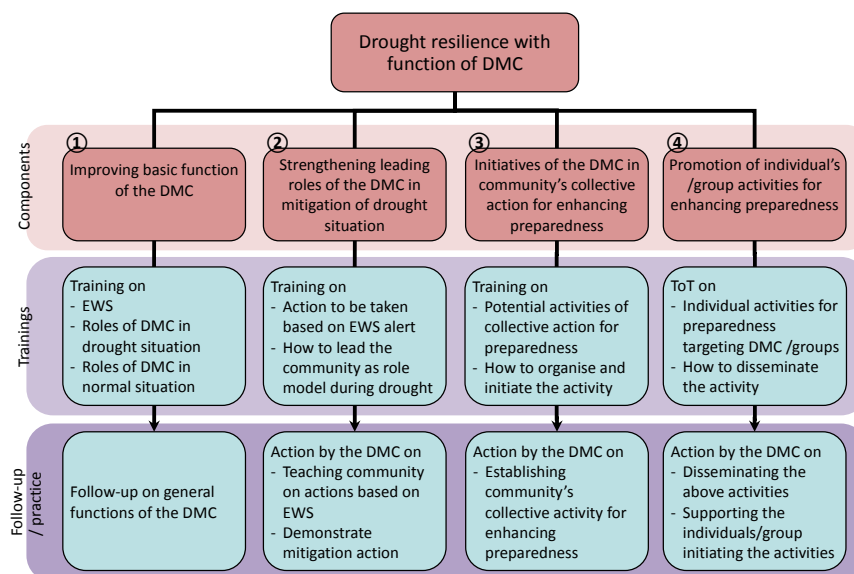 Drought resilience with
function of DMC
Components
①
Improving basic function
of the DMC
②
Strengthening leading
roles of the DMC in
mitigation of drought
situation
③
Initiatives of the DMC in
community's collective
action for enhancing
preparedness
④
Promotion of individual's
/group activities for
enhancing preparedness
Trainings
Training on
- EWS
- Roles of DMC in
drought situation
- Roles of DMC in
normal situation
Training on
- Action to be taken
based on EWS alert
- How to lead the
community as role
model during drought
Training on
- Potential activities of
collective action for
preparedness
- How to organise and
initiate the activity
ToT on
- Individual activities for
preparedness
targeting DMC /groups
- How to disseminate
the activity
Follow-up
/ practice
Follow-up on general
functions of the DMC
Action by the DMC on
- Teaching community
on actions based on
EWS
- Demonstrate
mitigation action
Action by the DMC on
- Establishing
community's
collective activity for
enhancing
preparedness
Action by the DMC on
- Disseminating the
above activities
- Supporting the
individuals/group
initiating the activities